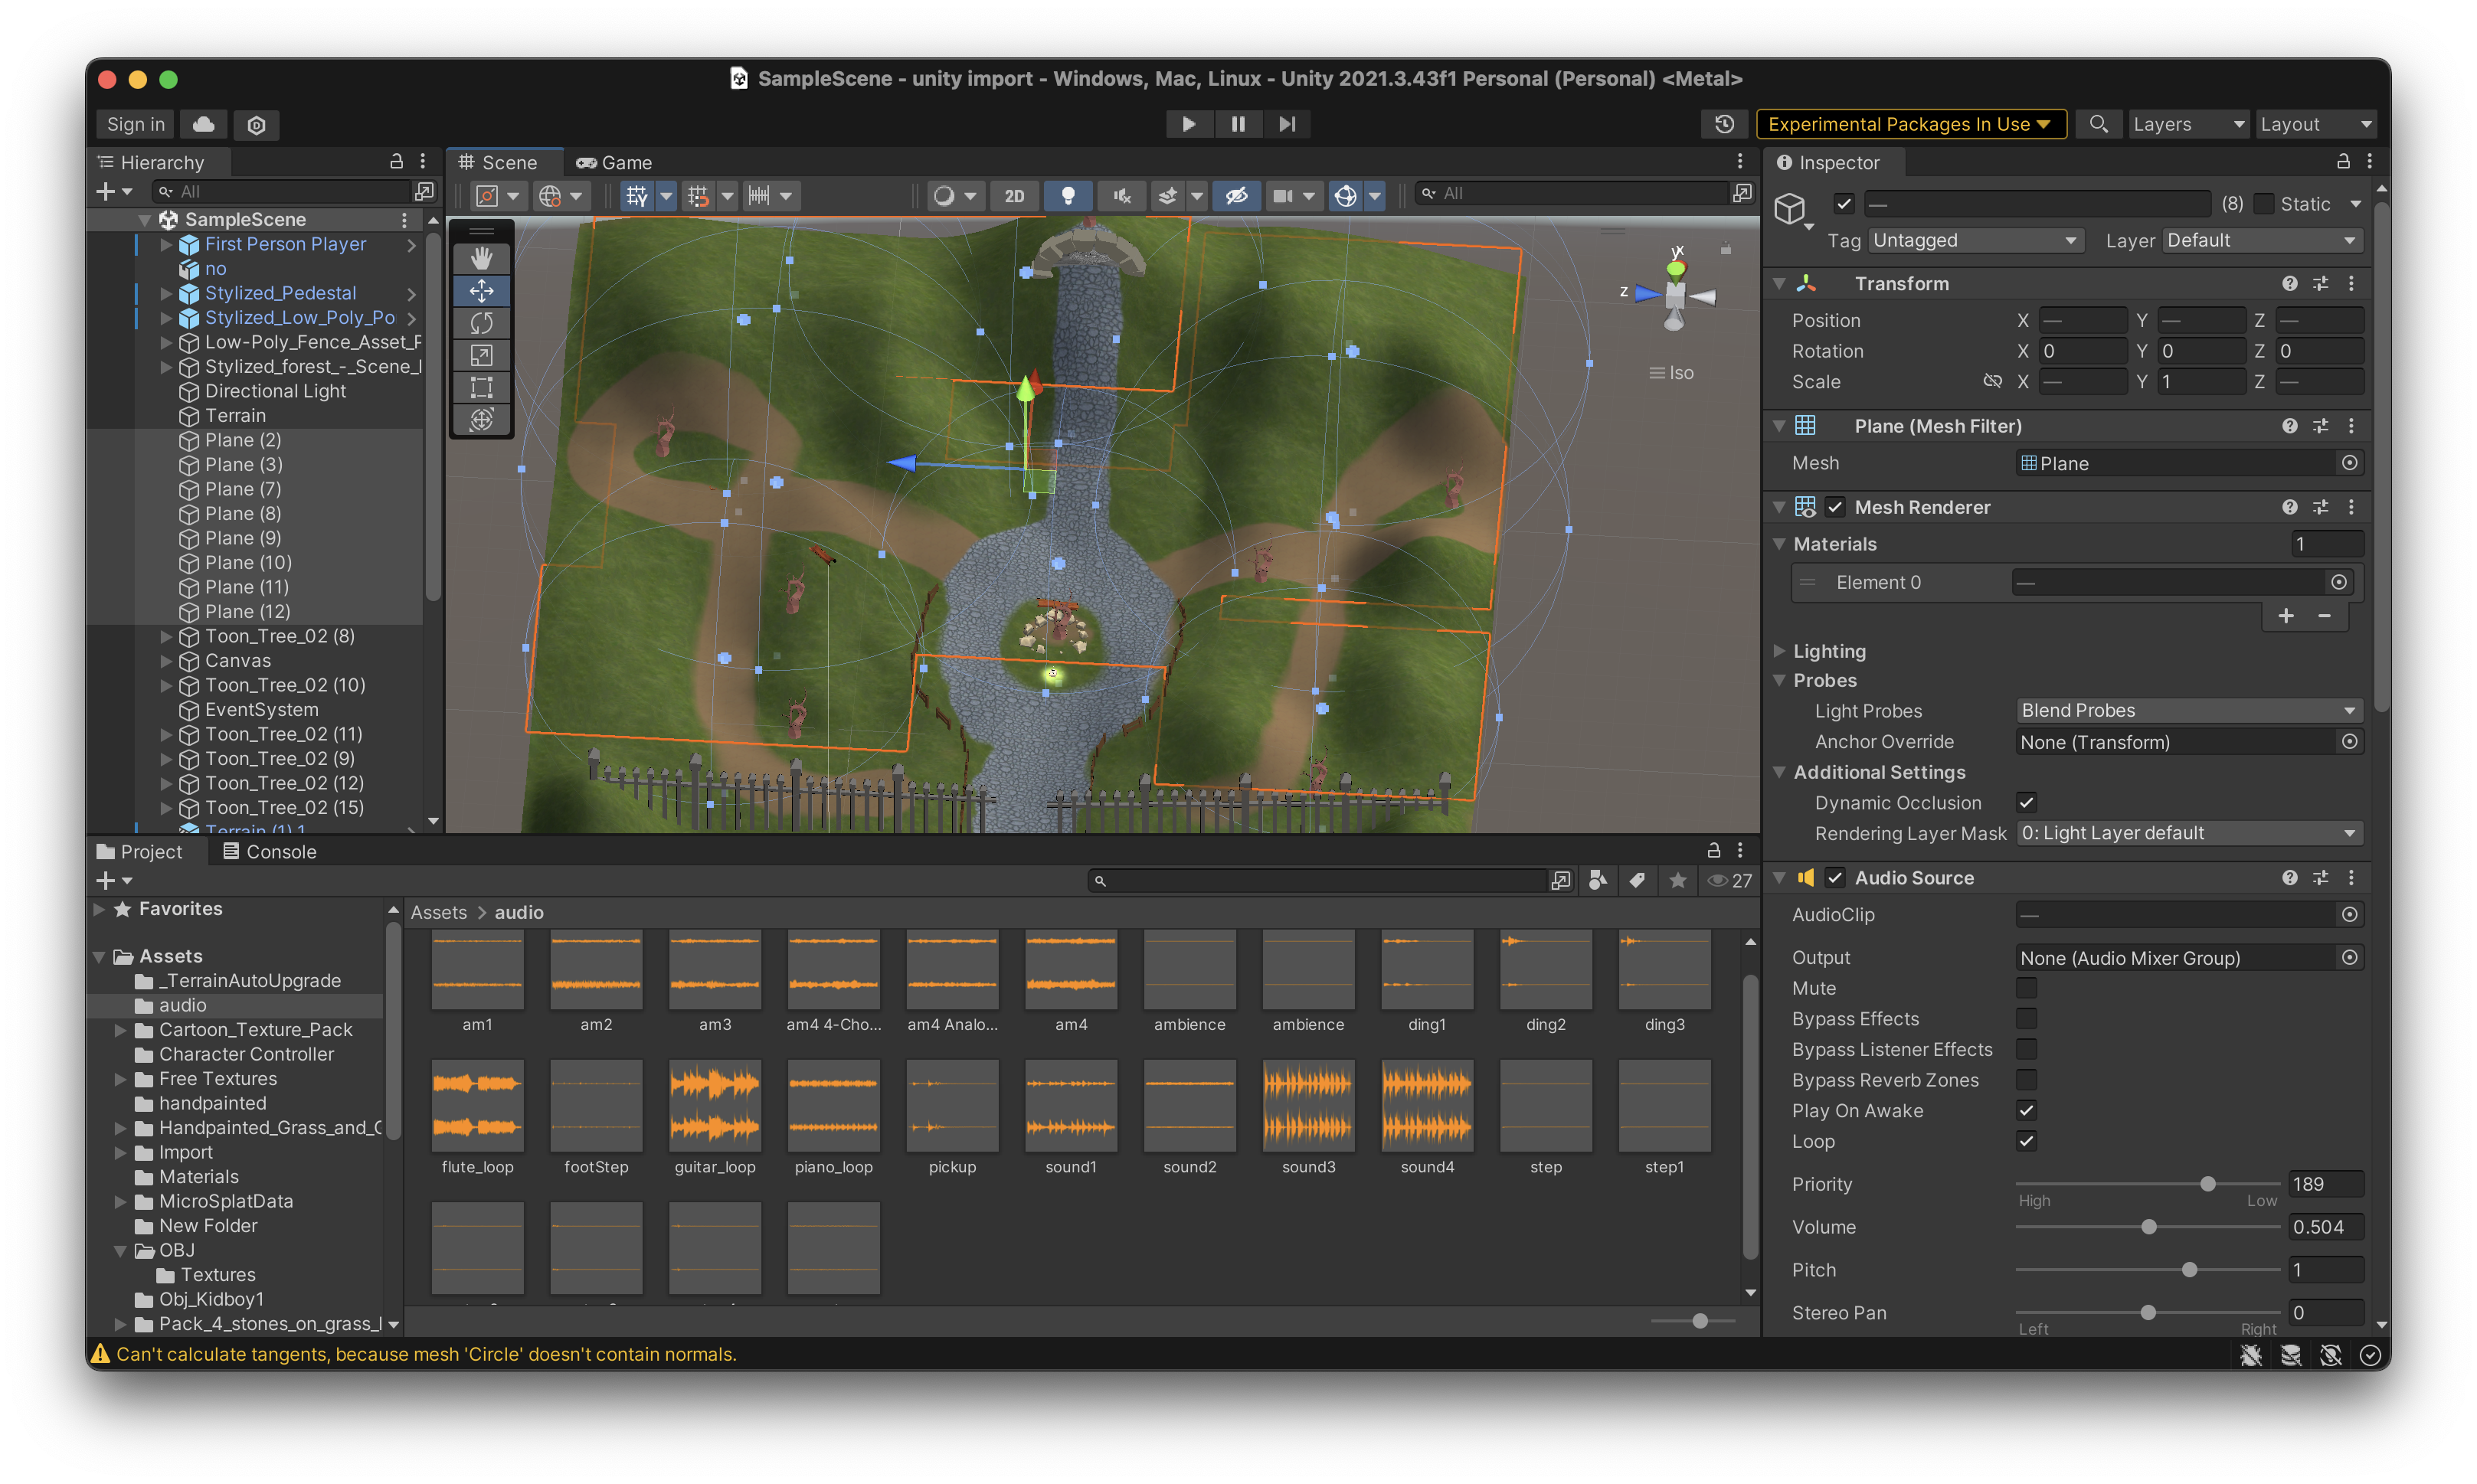 SampleScene - unity import - Windows, Mac, Linux - Unity 2021.3.43f1 Personal (Personal) <Metal>
Sign in
Experimental Packages In Use
Layers
Layout
Hierarchy
All
SampleScene
First Person Player
no
Stylized_Pedestal
Stylized_Low_Poly_Po
Low-Poly_Fence_Asset_F
Stylized_forest_-_Scene_I
Directional Light
Terrain
Plane (2)
Plane (3)
Plane (7)
Plane (8)
Plane (9)
Plane (10)
Plane (11)
Plane (12)
Toon_Tree_02 (8)
Canvas
Toon_Tree_02 (10)
EventSystem
Toon_Tree_02 (11)
Toon_Tree_02 (9)
Toon_Tree_02 (12)
Toon_Tree_02 (15)
Terrain (1) 1
Scene
Game
2D
All
y
x
z
Iso
Inspector
—
(8)
Static
Tag
Untagged
Layer
Default
Transform
Position X — Y — Z —
Rotation X 0 Y 0 Z 0
Scale X — Y 1 Z —
Plane (Mesh Filter)
Mesh
Plane
Mesh Renderer
Materials
1
Element 0
—
Lighting
Probes
Light Probes
Blend Probes
Anchor Override
None (Transform)
Additional Settings
Dynamic Occlusion
Rendering Layer Mask
0: Light Layer default
Audio Source
AudioClip
—
Output
None (Audio Mixer Group)
Mute
Bypass Effects
Bypass Listener Effects
Bypass Reverb Zones
Play On Awake
Loop
Priority
189
High
Low
Volume
0.504
Pitch
1
Stereo Pan
0
Left
Right
Project
Console
27
Favorites
Assets
_TerrainAutoUpgrade
audio
Cartoon_Texture_Pack
Character Controller
Free Textures
handpainted
Handpainted_Grass_and_G
Import
Materials
MicroSplatData
New Folder
OBJ
Textures
Obj_Kidboy1
Pack_4_stones_on_grass_l
Assets > audio
am1
am2
am3
am4 4-Cho...
am4 Analo...
am4
ambience
ambience
ding1
ding2
ding3
flute_loop
footStep
guitar_loop
piano_loop
pickup
sound1
sound2
sound3
sound4
step
step1
Can't calculate tangents, because mesh 'Circle' doesn't contain normals.